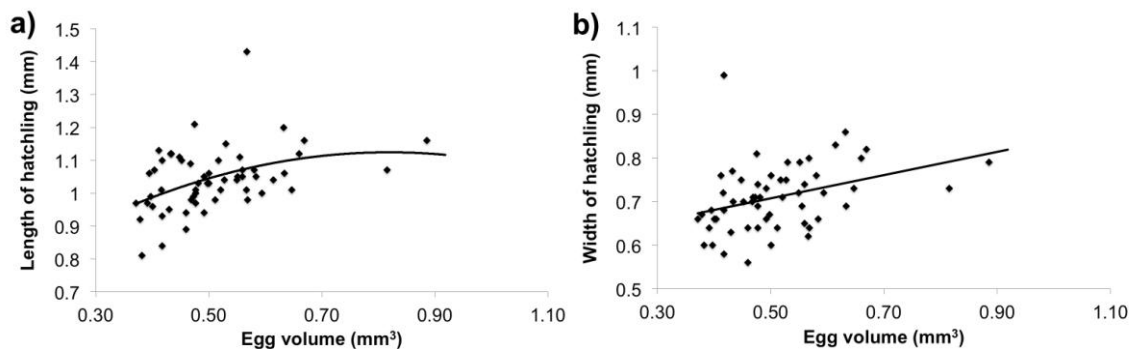 a)
Length of hatchling (mm)
1.5
1.4
1.3
1.2
1.1
1
0.9
0.8
0.7
0.30 0.50 0.70 0.90 1.10
Egg volume (mm³)
b)
Width of hatchling (mm)
1.1
1
0.9
0.8
0.7
0.6
0.5
0.30 0.50 0.70 0.90 1.10
Egg volume (mm³)